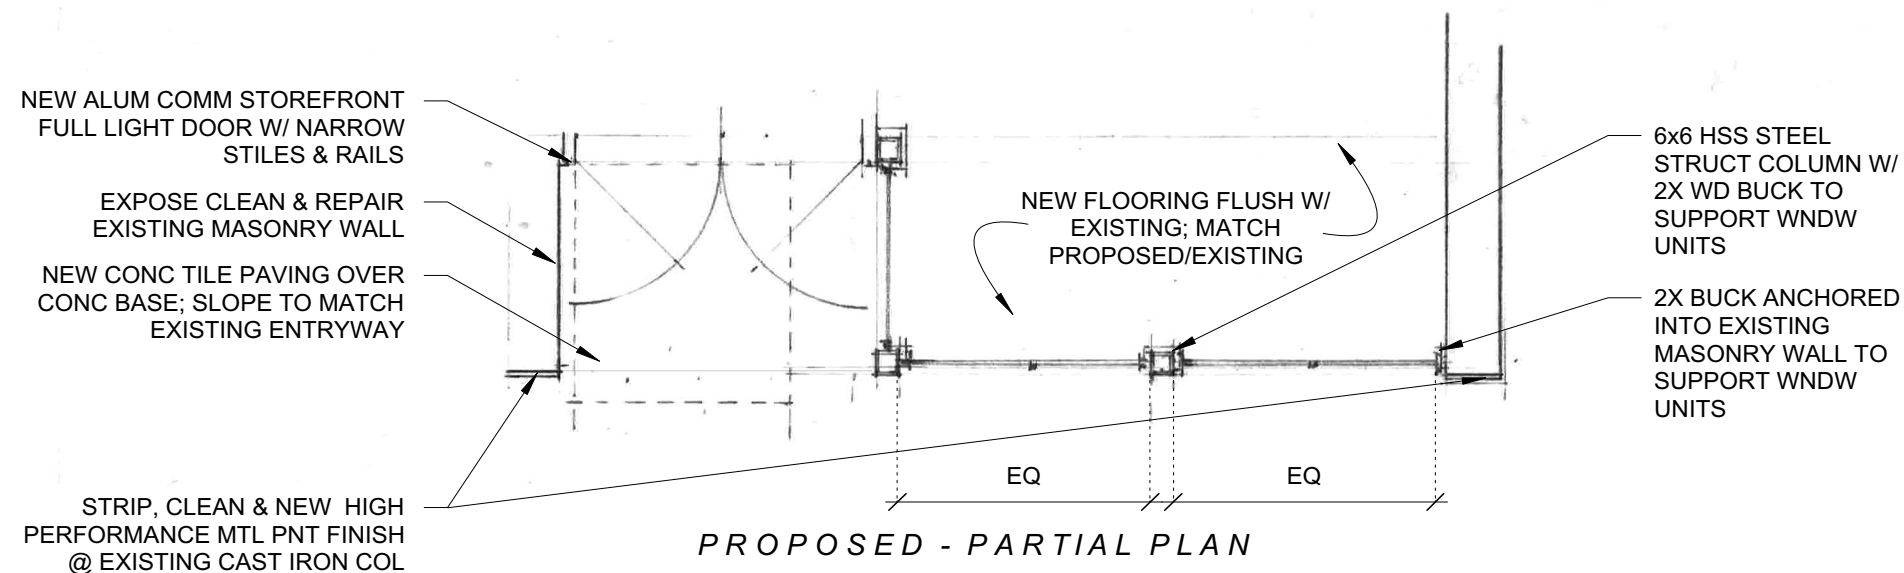 NEW ALUM COMM STOREFRONT
FULL LIGHT DOOR W/ NARROW
STILES & RAILS
EXPOSE CLEAN & REPAIR
EXISTING MASONRY WALL
NEW CONC TILE PAVING OVER
CONC BASE; SLOPE TO MATCH
EXISTING ENTRYWAY
STRIP, CLEAN & NEW HIGH
PERFORMANCE MTL PNT FINISH
@ EXISTING CAST IRON COL
NEW FLOORING FLUSH W/
EXISTING; MATCH
PROPOSED/EXISTING
6x6 HSS STEEL
STRUCT COLUMN W/
2X WD BUCK TO
SUPPORT WNDW
UNITS
2X BUCK ANCHORED
INTO EXISTING
MASONRY WALL TO
SUPPORT WNDW
UNITS
EQ
EQ
PROPOSED - PARTIAL PLAN